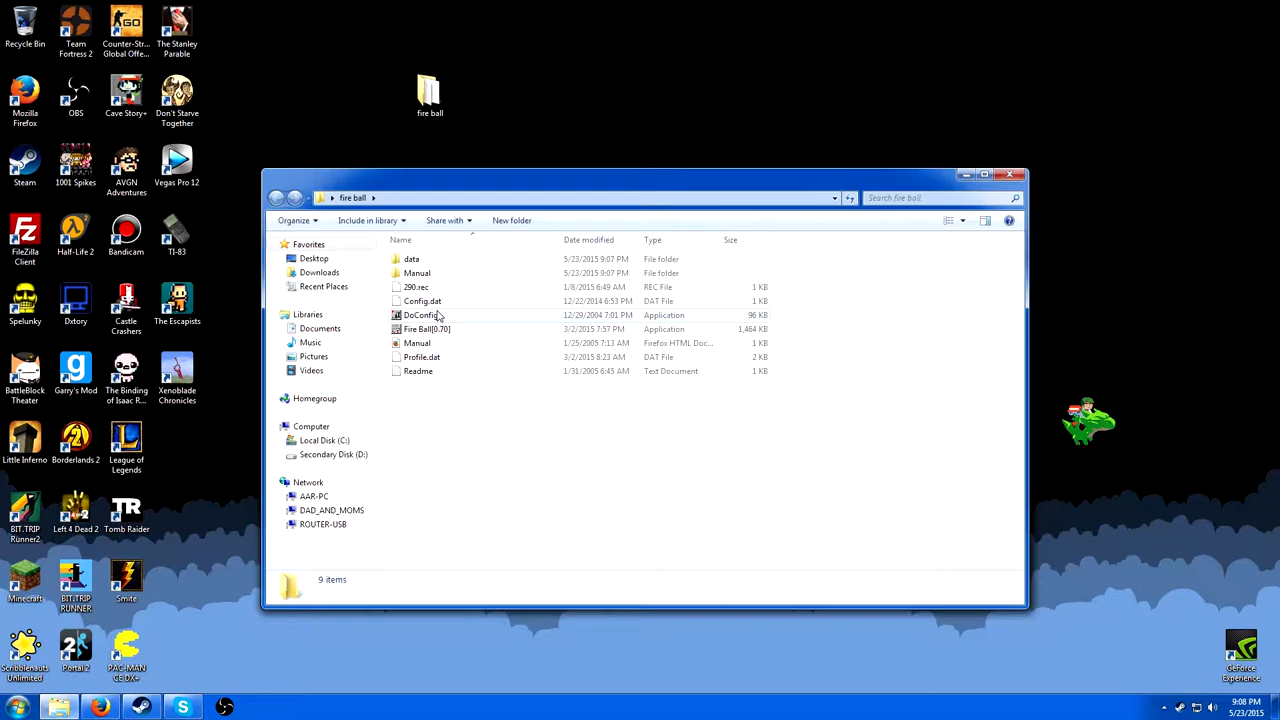 Recycle Bin
Team
Fortress 2
Counter-Str...
Global Offe...
The Stanley
Parable
Mozilla
Firefox
OBS
Cave Story+
Don't Starve
Together
Steam
1001 Spikes
AVGN
Adventures
Vegas Pro 12
FileZilla
Client
Half-Life 2
Bandicam
TI-83
Spelunky
Dxtory
Castle
Crashers
The Escapists
BattleBlock
Theater
Garry's Mod
The Binding
of Isaac R...
Xenoblade
Chronicles
Little Inferno
Borderlands 2
League of
Legends
BIT.TRIP
Runner2
Left 4 Dead 2
Tomb Raider
Minecraft
BIT.TRIP
RUNNER
Smite
Scribblenauts
Unlimited
Portal 2
PAC-MAN
CE DX+
fire ball
fire ball
Search fire ball
Organize
Include in library
Share with
New folder
Name Date modified Type Size
Favorites
Desktop
Downloads
Recent Places
Libraries
Documents
Music
Pictures
Videos
Homegroup
Computer
Local Disk (C:)
Secondary Disk (D:)
Network
AAR-PC
DAD_AND_MOMS
ROUTER-USB
data 5/23/2015 9:07 PM File folder
Manual 5/23/2015 9:07 PM File folder
290.rec 1/8/2015 6:49 AM REC File 1 KB
Config.dat 12/22/2014 6:53 PM DAT File 1 KB
DoConfig 12/29/2004 7:01 PM Application 96 KB
Fire Ball[0.70] 3/2/2015 7:57 PM Application 1,464 KB
Manual 1/25/2005 7:13 AM Firefox HTML Doc... 1 KB
Profile.dat 3/2/2015 8:23 AM DAT File 2 KB
Readme 1/31/2005 6:45 AM Text Document 1 KB
9 items
GeForce
Experience
9:08 PM
5/23/2015